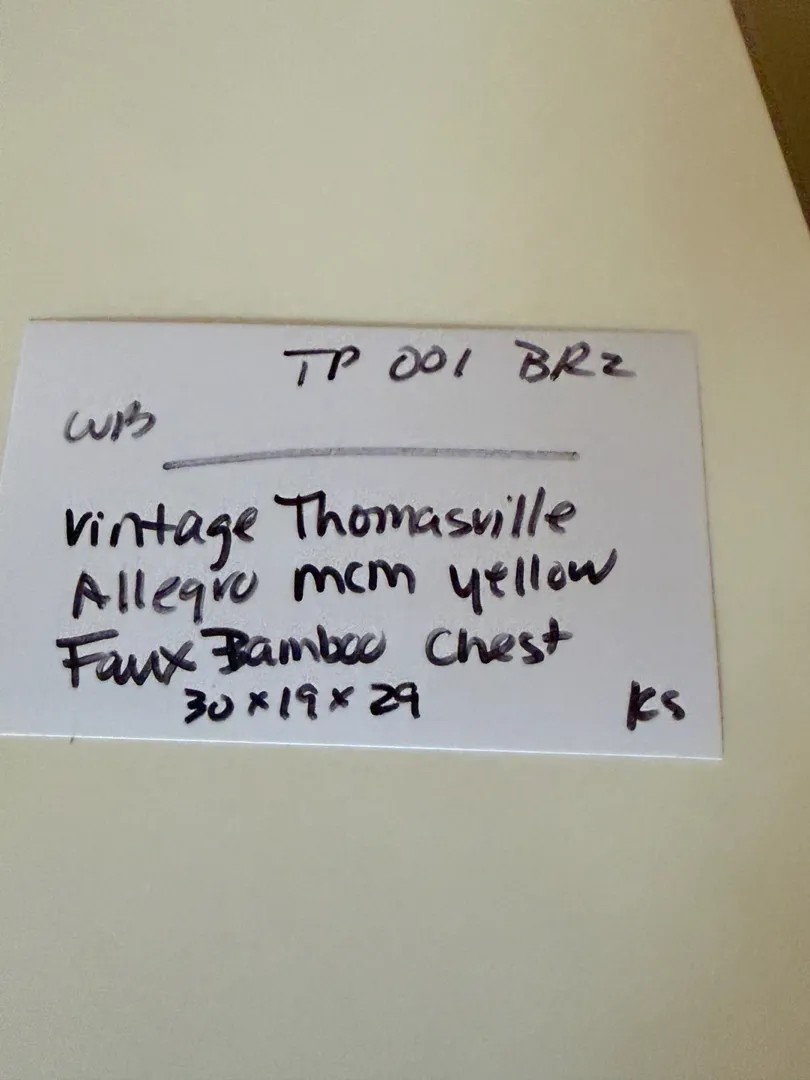 TP 001 BR2
WB
Vintage Thomasville
Allegro mcm yellow
Faux Bamboo Chest
30 x 19 x 29
KS